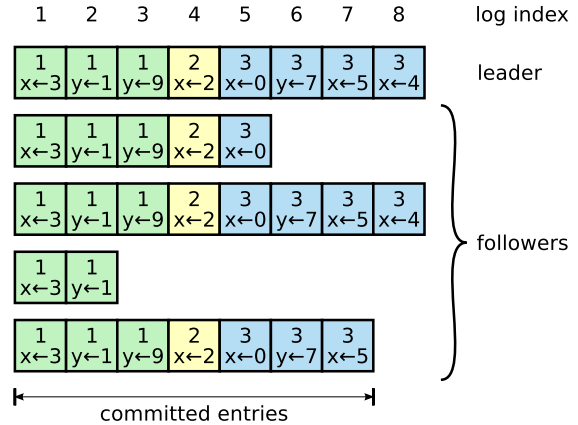 1 2 3 4 5 6 7 8 log index
1 1 1 2 3 3 3 3
x←3 y←1 y←9 x←2 x←0 y←7 x←5 x←4
leader
1 1 1 2 3
x←3 y←1 y←9 x←2 x←0
1 1 1 2 3 3 3 3
x←3 y←1 y←9 x←2 x←0 y←7 x←5 x←4
followers
1 1
x←3 y←1
1 1 1 2 3 3 3
x←3 y←1 y←9 x←2 x←0 y←7 x←5
committed entries